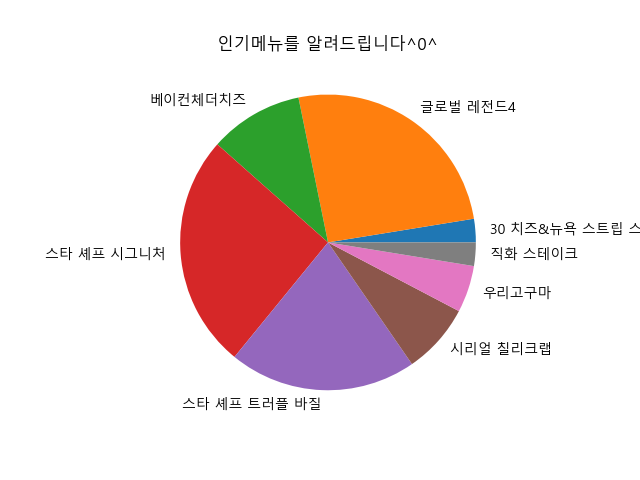 인기메뉴를 알려드립니다^0^
베이컨체더치즈
글로벌 레전드4
30 치즈&뉴욕 스트립
직화 스테이크
스타 셰프 시그니처
우리고구마
시리얼 칠리크랩
스타 셰프 트러플 바질